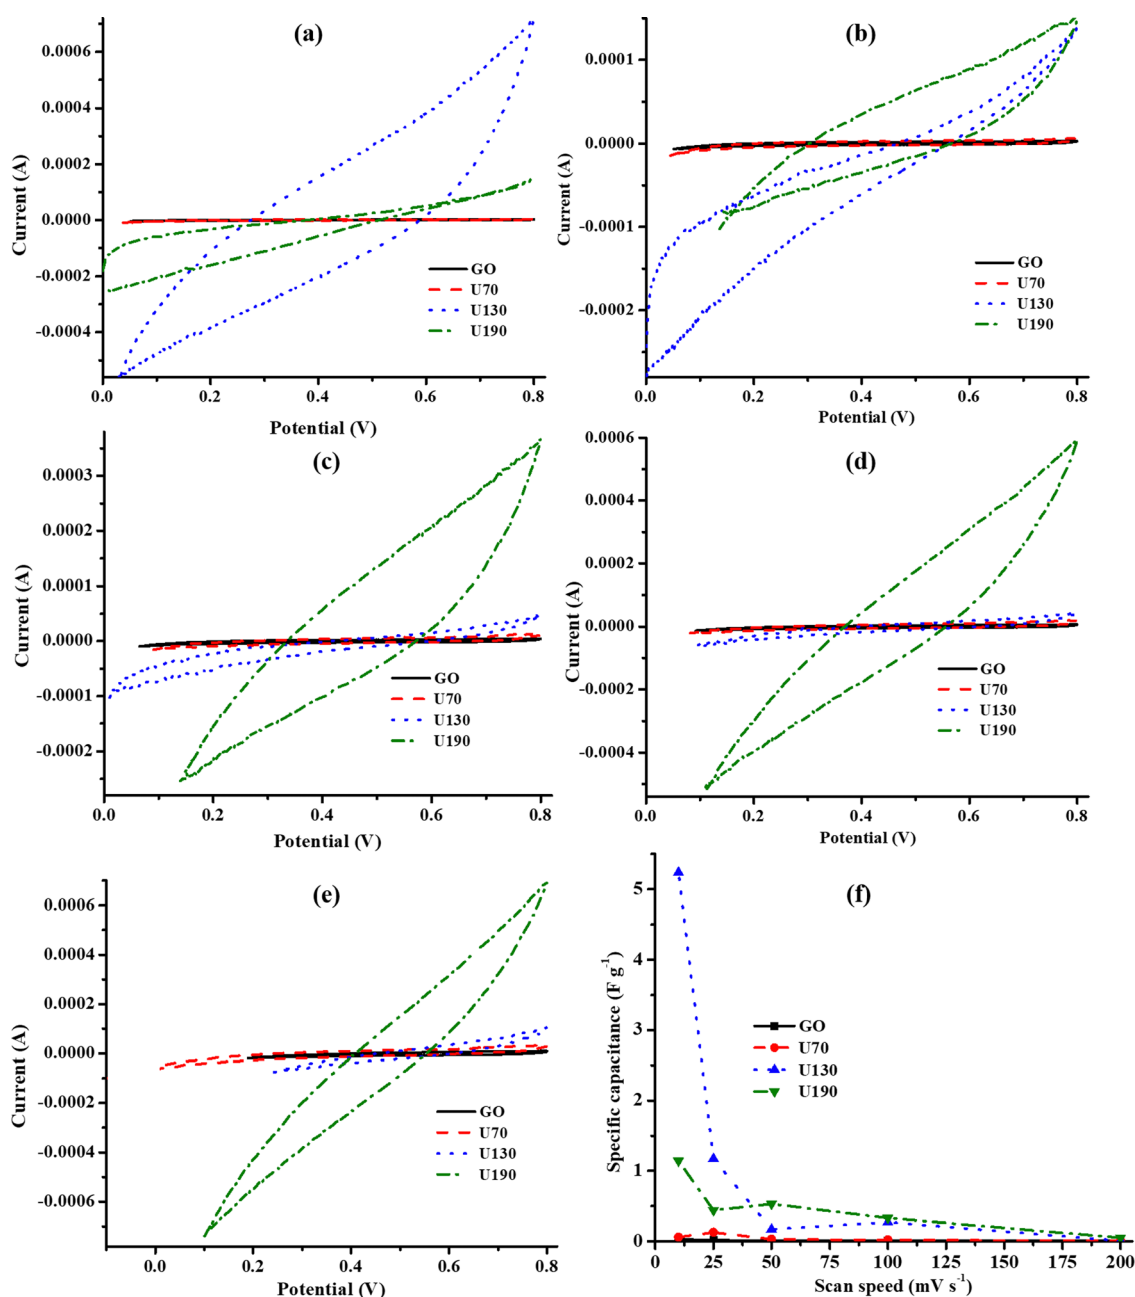 (a)
0.0006
0.0004
0.0002
0.0000
-0.0002
-0.0004
Current (A)
GO
U70
U130
U190
0.0 0.2 0.4 0.6 0.8
Potential (V)
(b)
0.0001
0.0000
-0.0001
-0.0002
Current (A)
GO
U70
U130
U190
0.0 0.2 0.4 0.6 0.8
Potential (V)
(c)
0.0003
0.0002
0.0001
0.0000
-0.0001
-0.0002
Current (A)
GO
U70
U130
U190
0.0 0.2 0.4 0.6 0.8
Potential (V)
(d)
0.0006
0.0004
0.0002
0.0000
-0.0002
-0.0004
Current (A)
GO
U70
U130
U190
0.0 0.2 0.4 0.6 0.8
Potential (V)
(e)
0.0006
0.0004
0.0002
0.0000
-0.0002
-0.0004
-0.0006
Current (A)
GO
U70
U130
U190
0.0 0.2 0.4 0.6 0.8
Potential (V)
(f)
5
4
3
2
1
0
Specific capacitance (F g⁻¹)
GO
U70
U130
U190
0 25 50 75 100 125 150 175 200
Scan speed (mV s⁻¹)